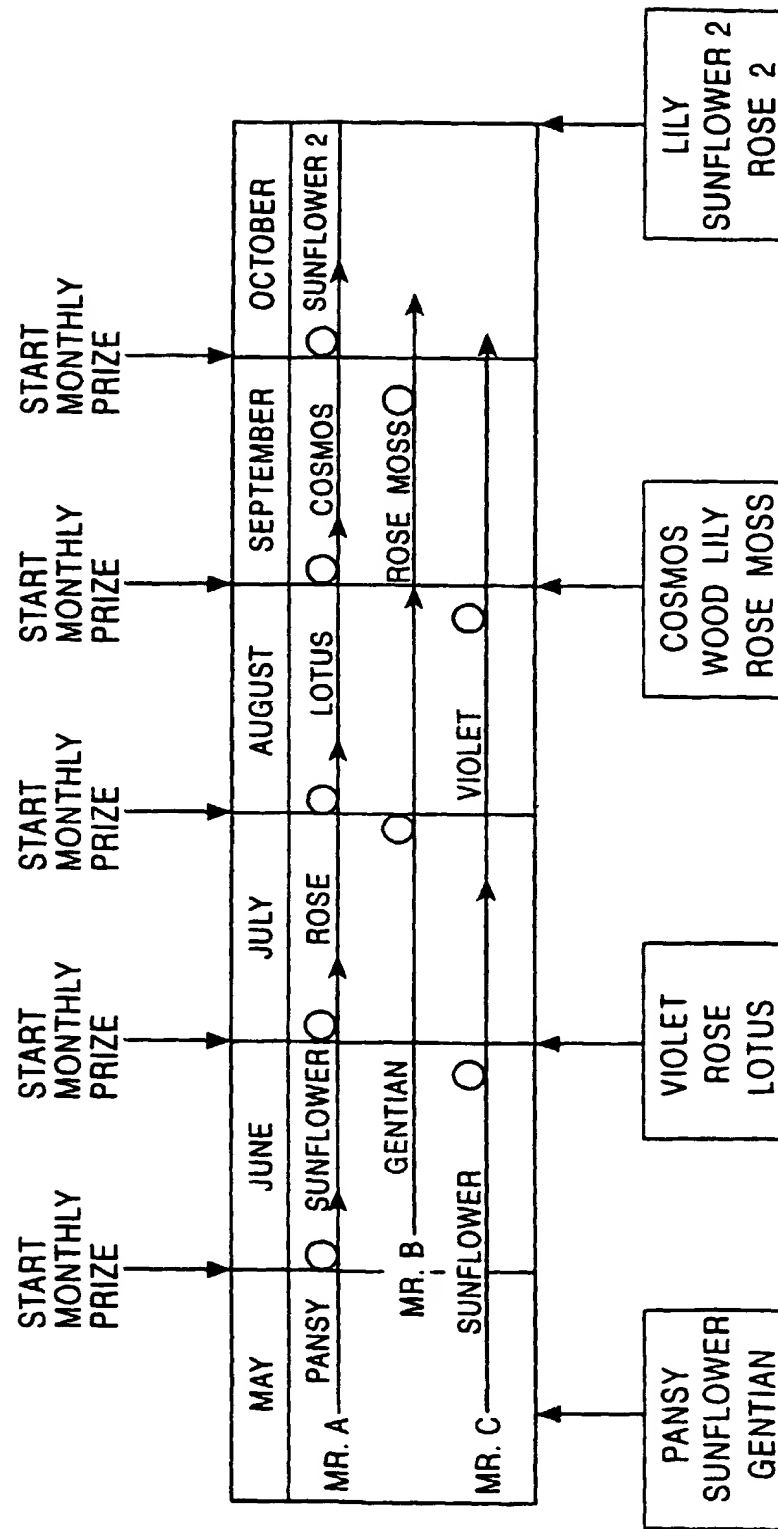 START
MONTHLY
PRIZE
START
MONTHLY
PRIZE
START
MONTHLY
PRIZE
START
MONTHLY
PRIZE
START
MONTHLY
PRIZE
MAY
JUNE
JULY
AUGUST
SEPTEMBER
OCTOBER
MR. A
PANSY
SUNFLOWER
ROSE
LOTUS
COSMOS
SUNFLOWER 2
MR. B
GENTIAN
ROSE MOSS
MR. C
SUNFLOWER
VIOLET
PANSY
SUNFLOWER
GENTIAN
VIOLET
ROSE
LOTUS
COSMOS
WOOD LILY
ROSE MOSS
LILY
SUNFLOWER 2
ROSE 2